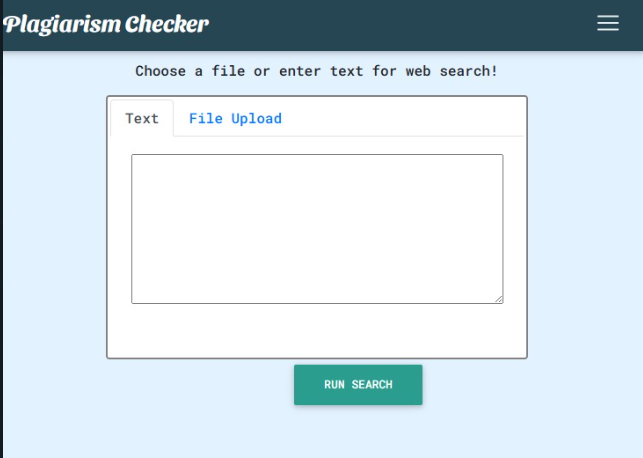 Plagiarism Checker
Choose a file or enter text for web search!
Text File Upload
RUN SEARCH